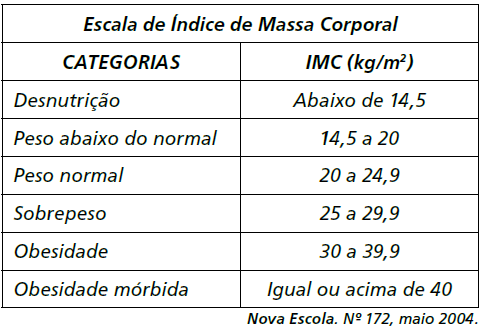 Escala de Índice de Massa Corporal
CATEGORIAS IMC (kg/m²)
Desnutrição Abaixo de 14,5
Peso abaixo do normal 14,5 a 20
Peso normal 20 a 24,9
Sobrepeso 25 a 29,9
Obesidade 30 a 39,9
Obesidade mórbida Igual ou acima de 40
Nova Escola. Nº 172, maio 2004.